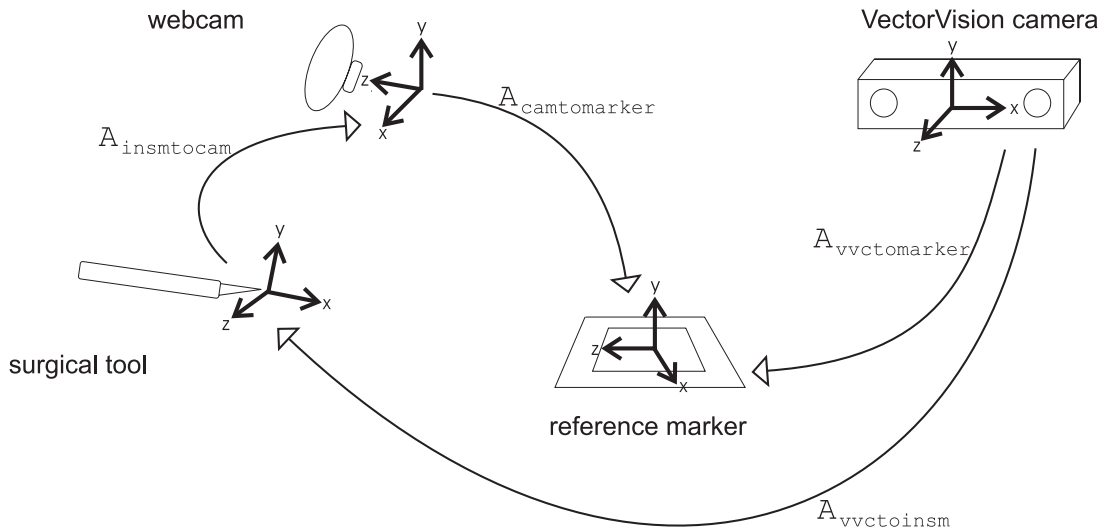 webcam
VectorVision camera
y
z
x
A_camtomarker
y
x
z
A_insmtocam
y
x
z
surgical tool
A_vvctomarker
y
z
x
reference marker
A_vvctoinsm